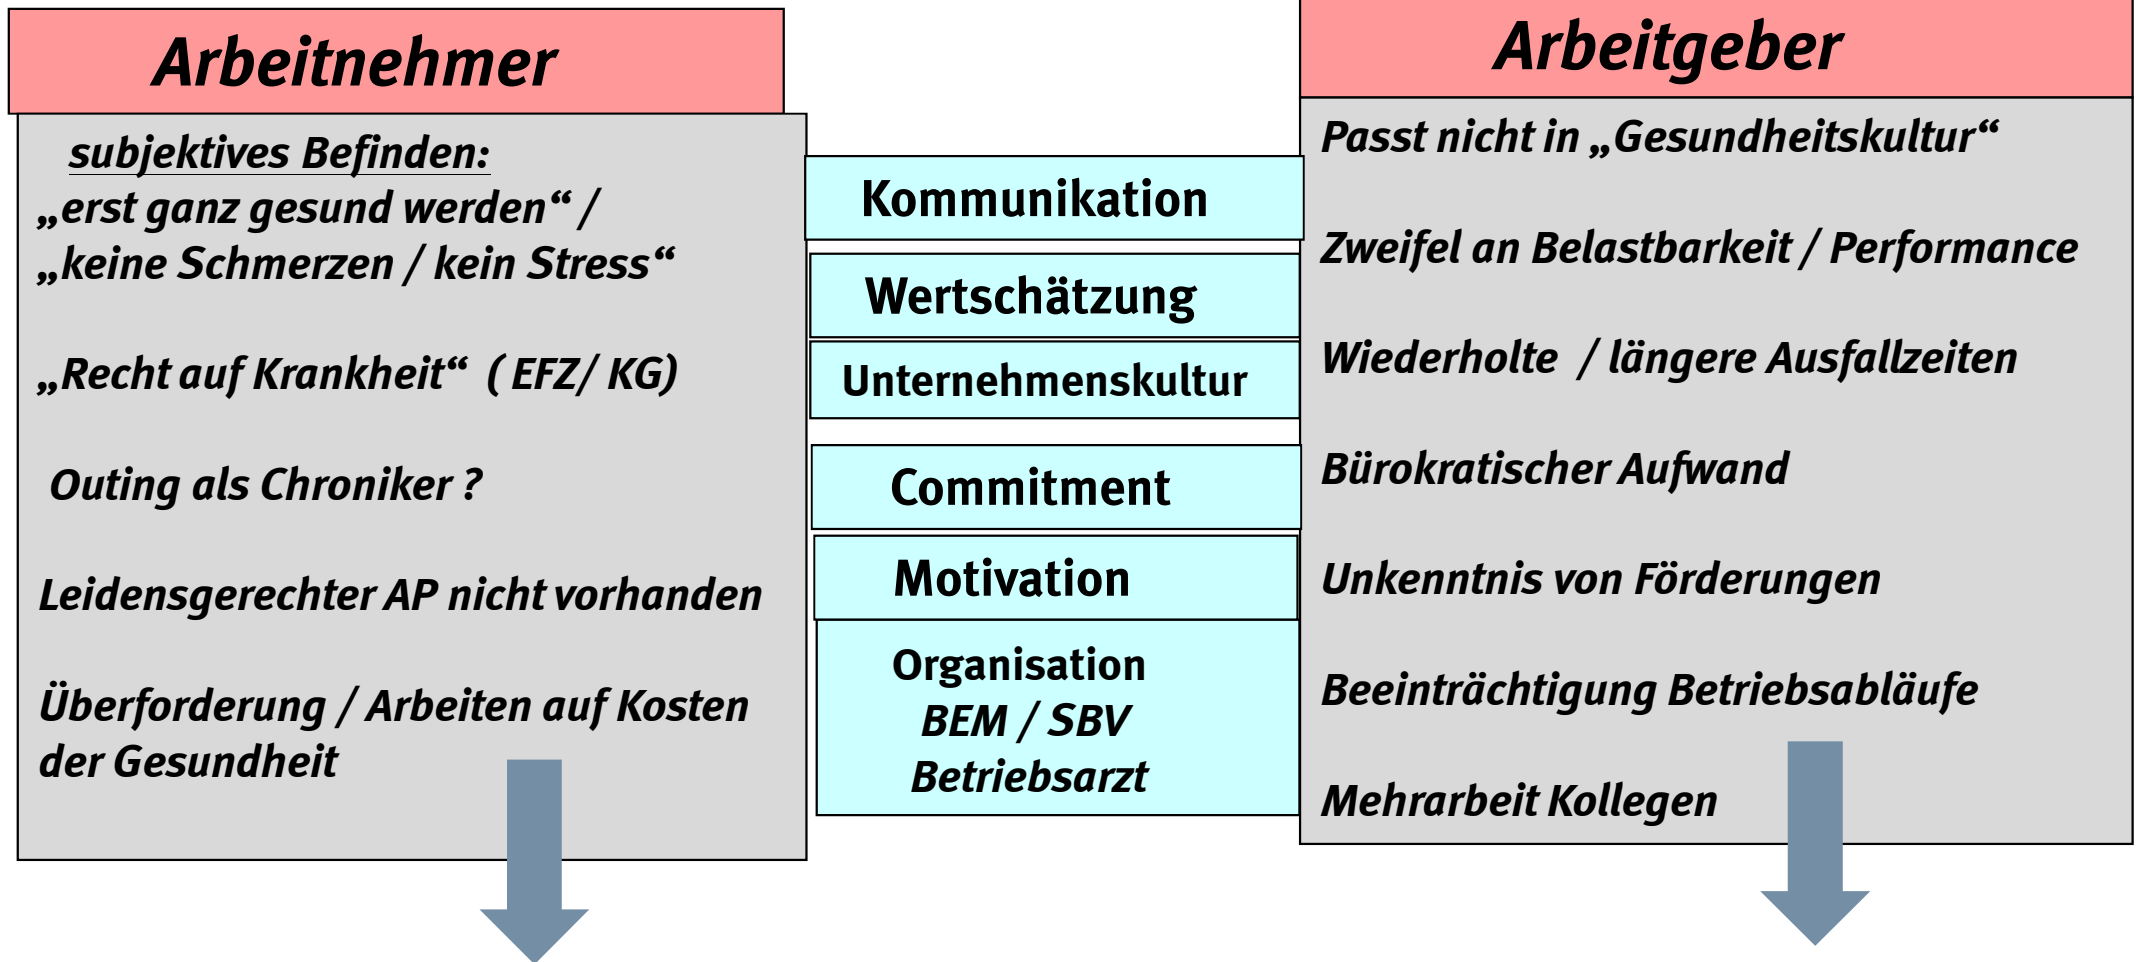 Arbeitnehmer
subjektives Befinden:
„erst ganz gesund werden“ /
„keine Schmerzen / kein Stress“
„Recht auf Krankheit“ ( EFZ/ KG)
Outing als Chroniker ?
Leidensgerechter AP nicht vorhanden
Überforderung / Arbeiten auf Kosten
der Gesundheit
Kommunikation
Wertschätzung
Unternehmenskultur
Commitment
Motivation
Organisation
BEM / SBV
Betriebsarzt
Arbeitgeber
Passt nicht in „Gesundheitskultur“
Zweifel an Belastbarkeit / Performance
Wiederholte / längere Ausfallzeiten
Bürokratischer Aufwand
Unkenntnis von Förderungen
Beeinträchtigung Betriebsabläufe
Mehrarbeit Kollegen